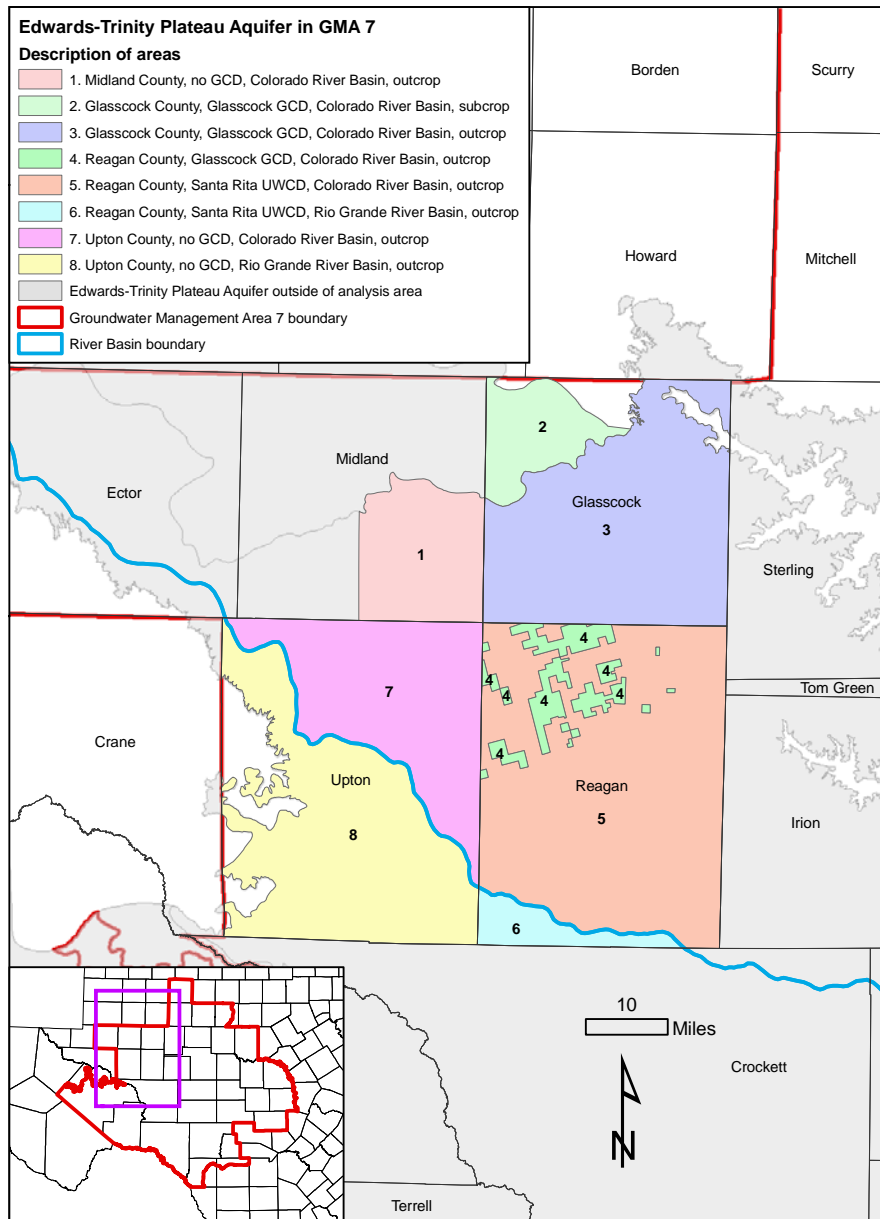 Edwards-Trinity Plateau Aquifer in GMA 7
Description of areas
1. Midland County, no GCD, Colorado River Basin, outcrop
2. Glasscock County, Glasscock GCD, Colorado River Basin, subcrop
3. Glasscock County, Glasscock GCD, Colorado River Basin, outcrop
4. Reagan County, Glasscock GCD, Colorado River Basin, outcrop
5. Reagan County, Santa Rita UWCD, Colorado River Basin, outcrop
6. Reagan County, Santa Rita UWCD, Rio Grande River Basin, outcrop
7. Upton County, no GCD, Colorado River Basin, outcrop
8. Upton County, no GCD, Rio Grande River Basin, outcrop
Edwards-Trinity Plateau Aquifer outside of analysis area
Groundwater Management Area 7 boundary
River Basin boundary
Borden
Scurry
Howard
Mitchell
2
Midland
Ector
Glasscock
3
1
Sterling
4
4
4
4
4
4
7
Tom Green
4
Crane
Upton
Reagan
5
Irion
8
6
10
Miles
Crockett
N
Terrell